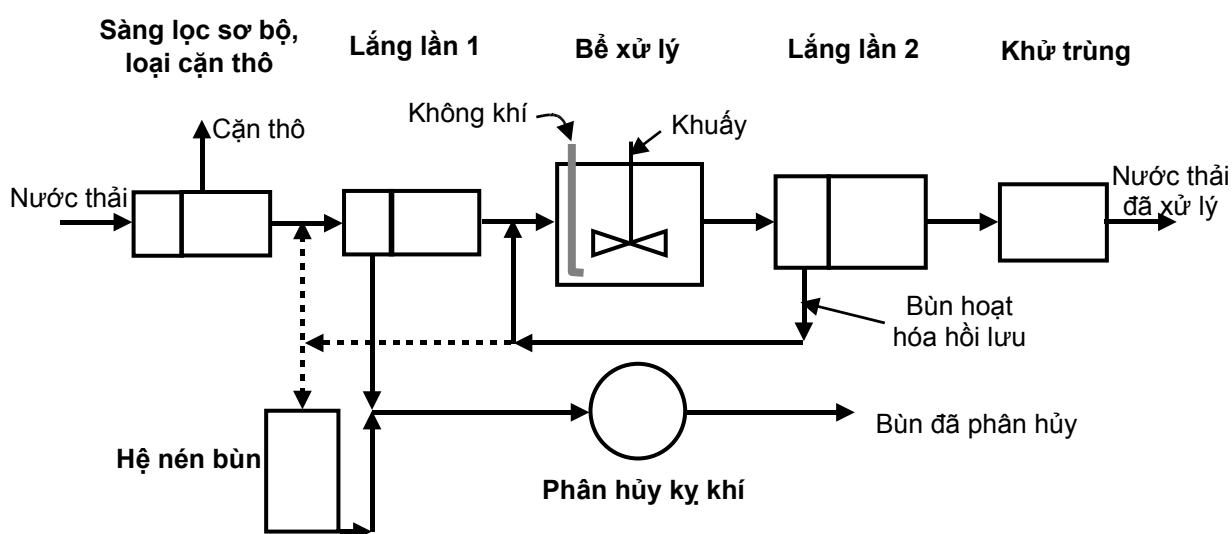 Sàng lọc sơ bộ,
loại cặn thô
Lắng lần 1
Bể xử lý
Lắng lần 2
Khử trùng
Không khí
Khuấy
Cặn thô
Nước thải
Nước thải
đã xử lý
Bùn hoạt
hóa hồi lưu
Bùn đã phân hủy
Hệ nén bùn
Phân hủy kỵ khí